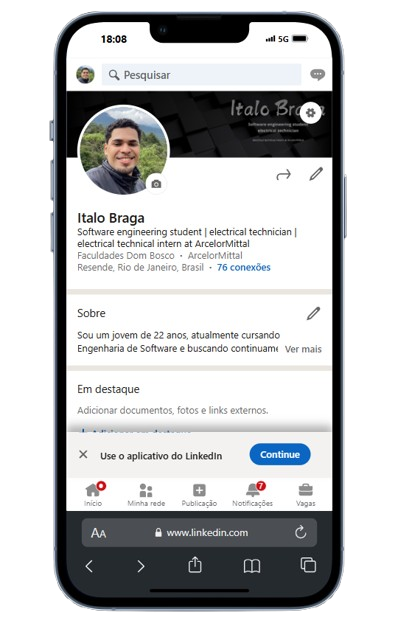 18:08
5G
Pesquisar
Italo Braga
Software engineering student
electrical technician
Italo Braga
Software engineering student | electrical technician |
electrical technical intern at ArcelorMittal
Faculdades Dom Bosco • ArcelorMittal
Resende, Rio de Janeiro, Brasil • 76 conexões
Sobre
Sou um jovem de 22 anos, atualmente cursando
Engenharia de Software e buscando continuame Ver mais
Em destaque
Adicionar documentos, fotos e links externos.
Use o aplicativo do LinkedIn
Continue
7
Início Minha rede Publicação Notificações Vagas
AA www.linkedin.com